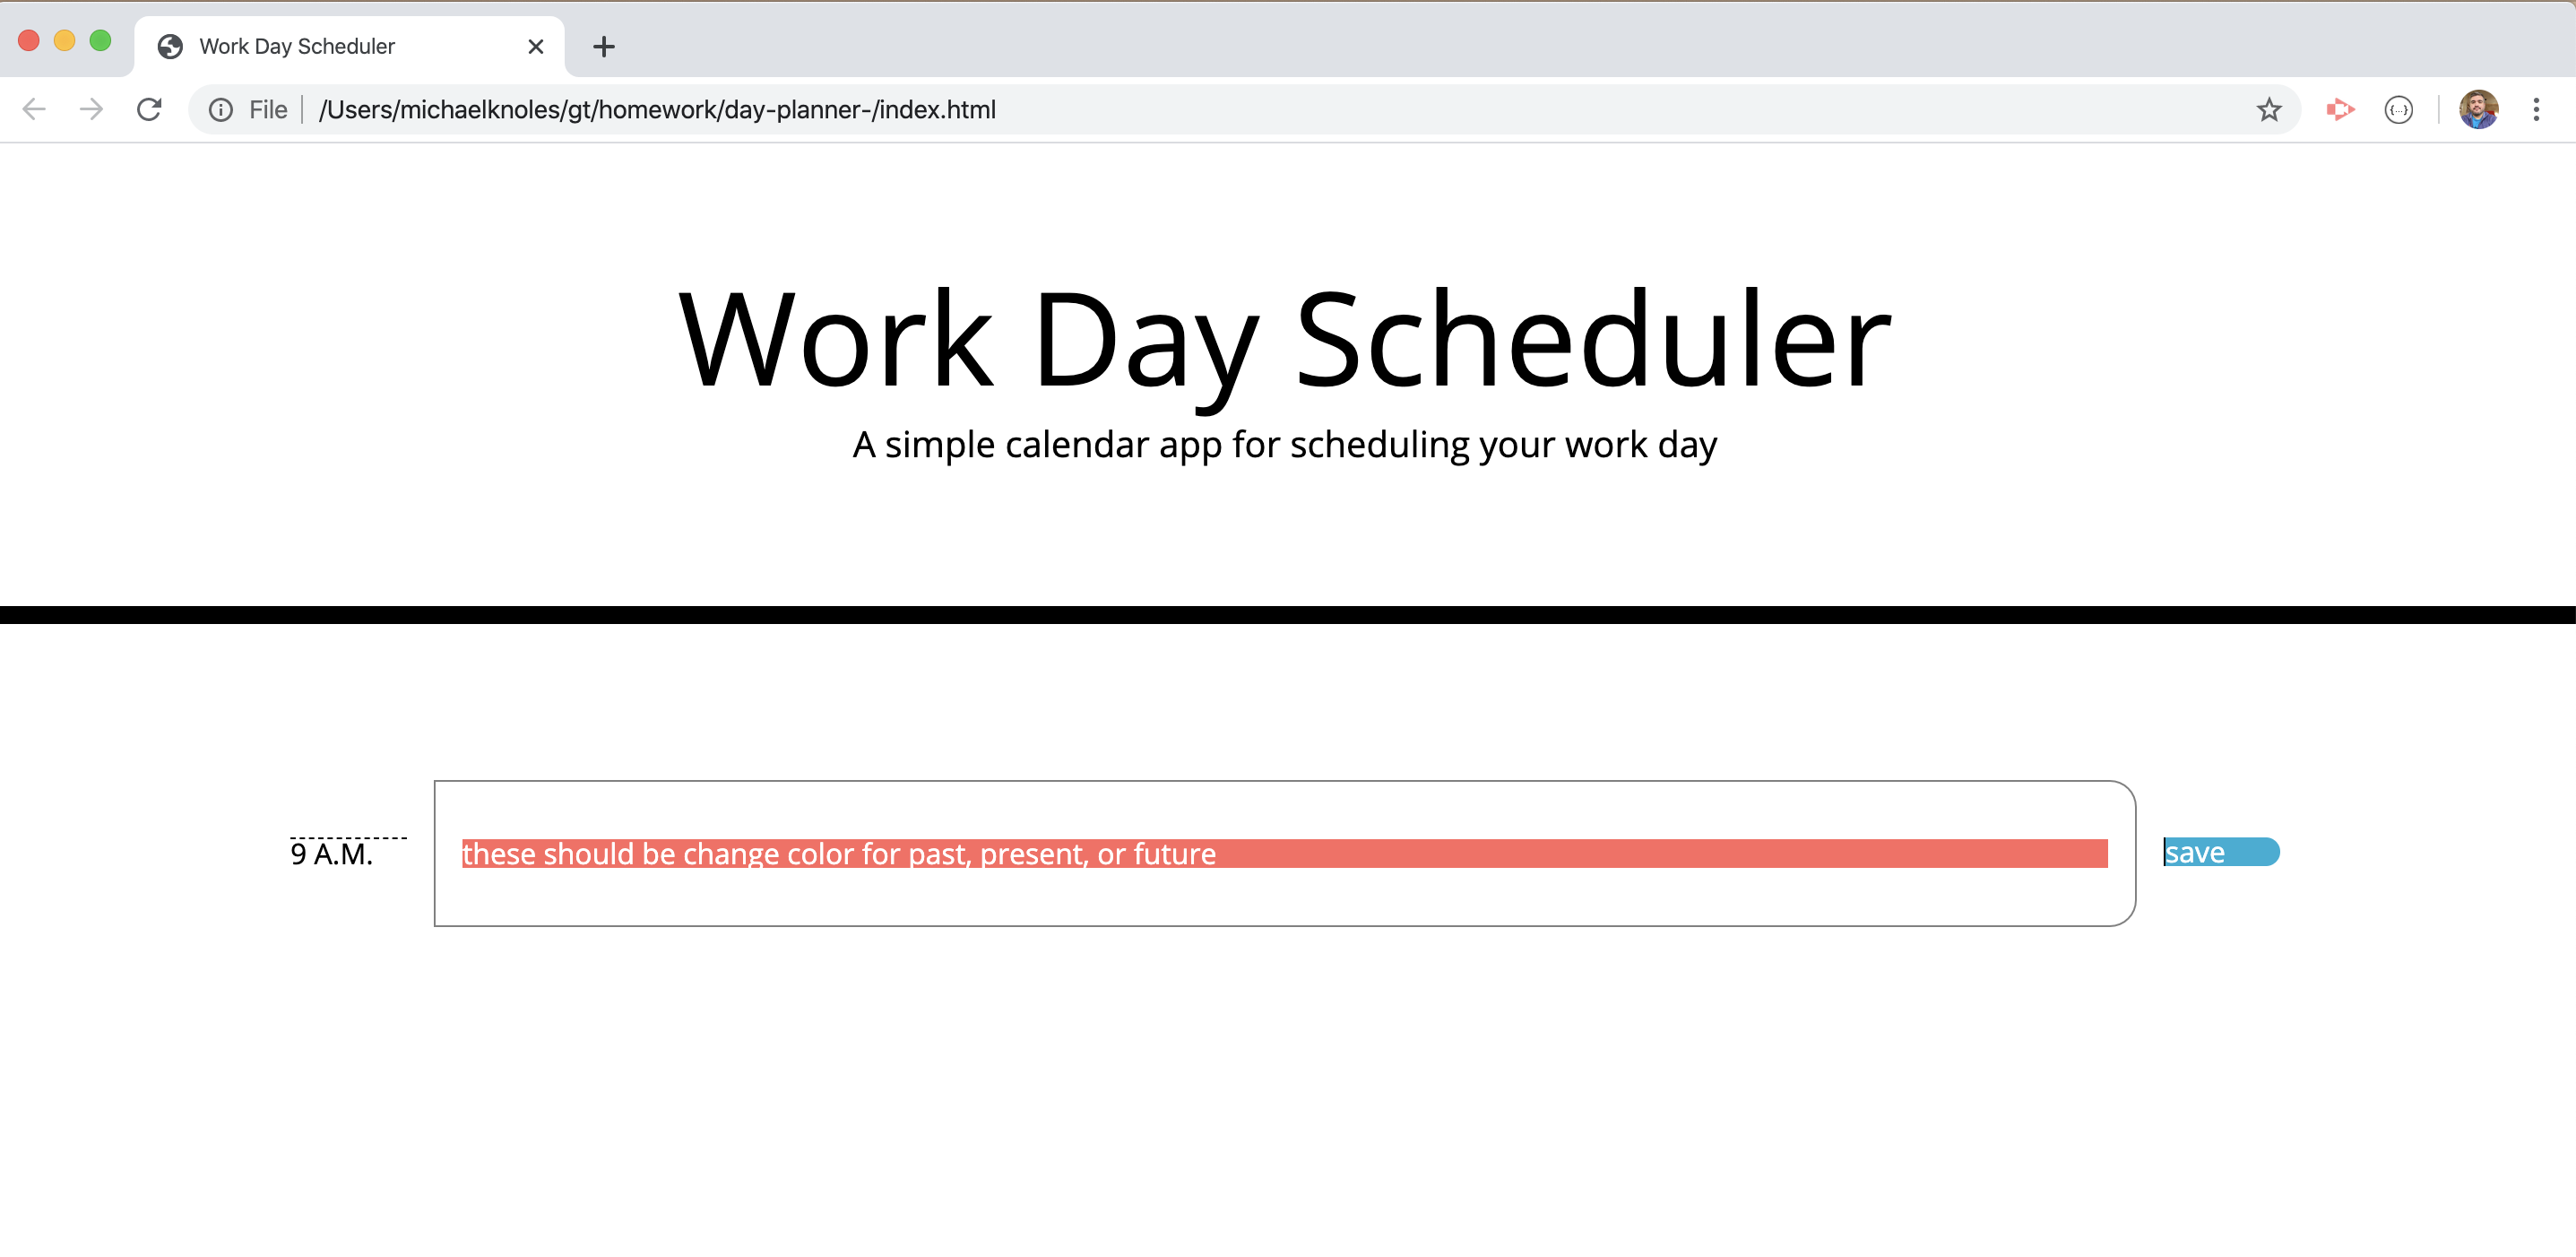 Work Day Scheduler
File /Users/michaelknoles/gt/homework/day-planner-/index.html
{...}
Work Day Scheduler
A simple calendar app for scheduling your work day
9 A.M. these should be change color for past, present, or future save